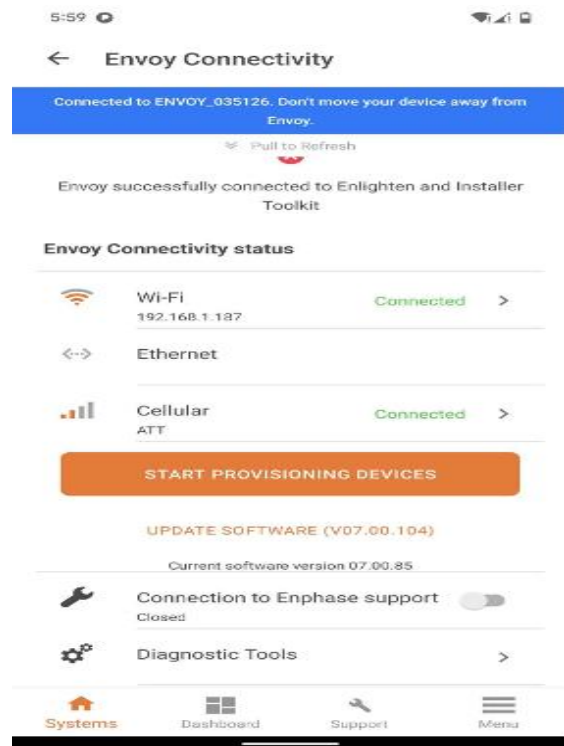 5:59
Envoy Connectivity
Connected to ENVOY_035126. Don't move your device away from
Envoy.
Pull to Refresh
Envoy successfully connected to Enlighten and Installer
Toolkit
Envoy Connectivity status
Wi-Fi
Connected
192.168.1.187
Ethernet
Cellular
Connected
ATT
START PROVISIONING DEVICES
UPDATE SOFTWARE (V07.00.104)
Current software version 07.00.85
Connection to Enphase support
Closed
Diagnostic Tools
Systems Dashboard Support Menu